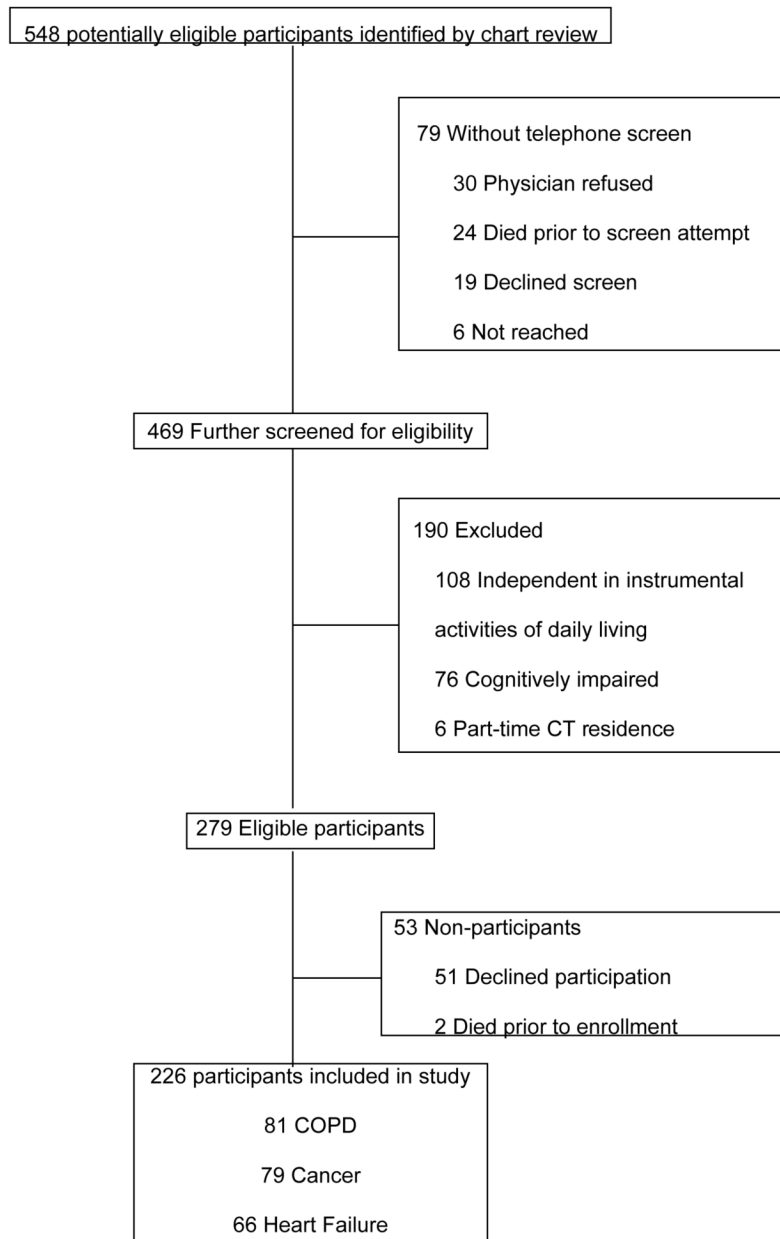 548 potentially eligible participants identified by chart review
79 Without telephone screen
30 Physician refused
24 Died prior to screen attempt
19 Declined screen
6 Not reached
469 Further screened for eligibility
190 Excluded
108 Independent in instrumental
activities of daily living
76 Cognitively impaired
6 Part-time CT residence
279 Eligible participants
53 Non-participants
51 Declined participation
2 Died prior to enrollment
226 participants included in study
81 COPD
79 Cancer
66 Heart Failure